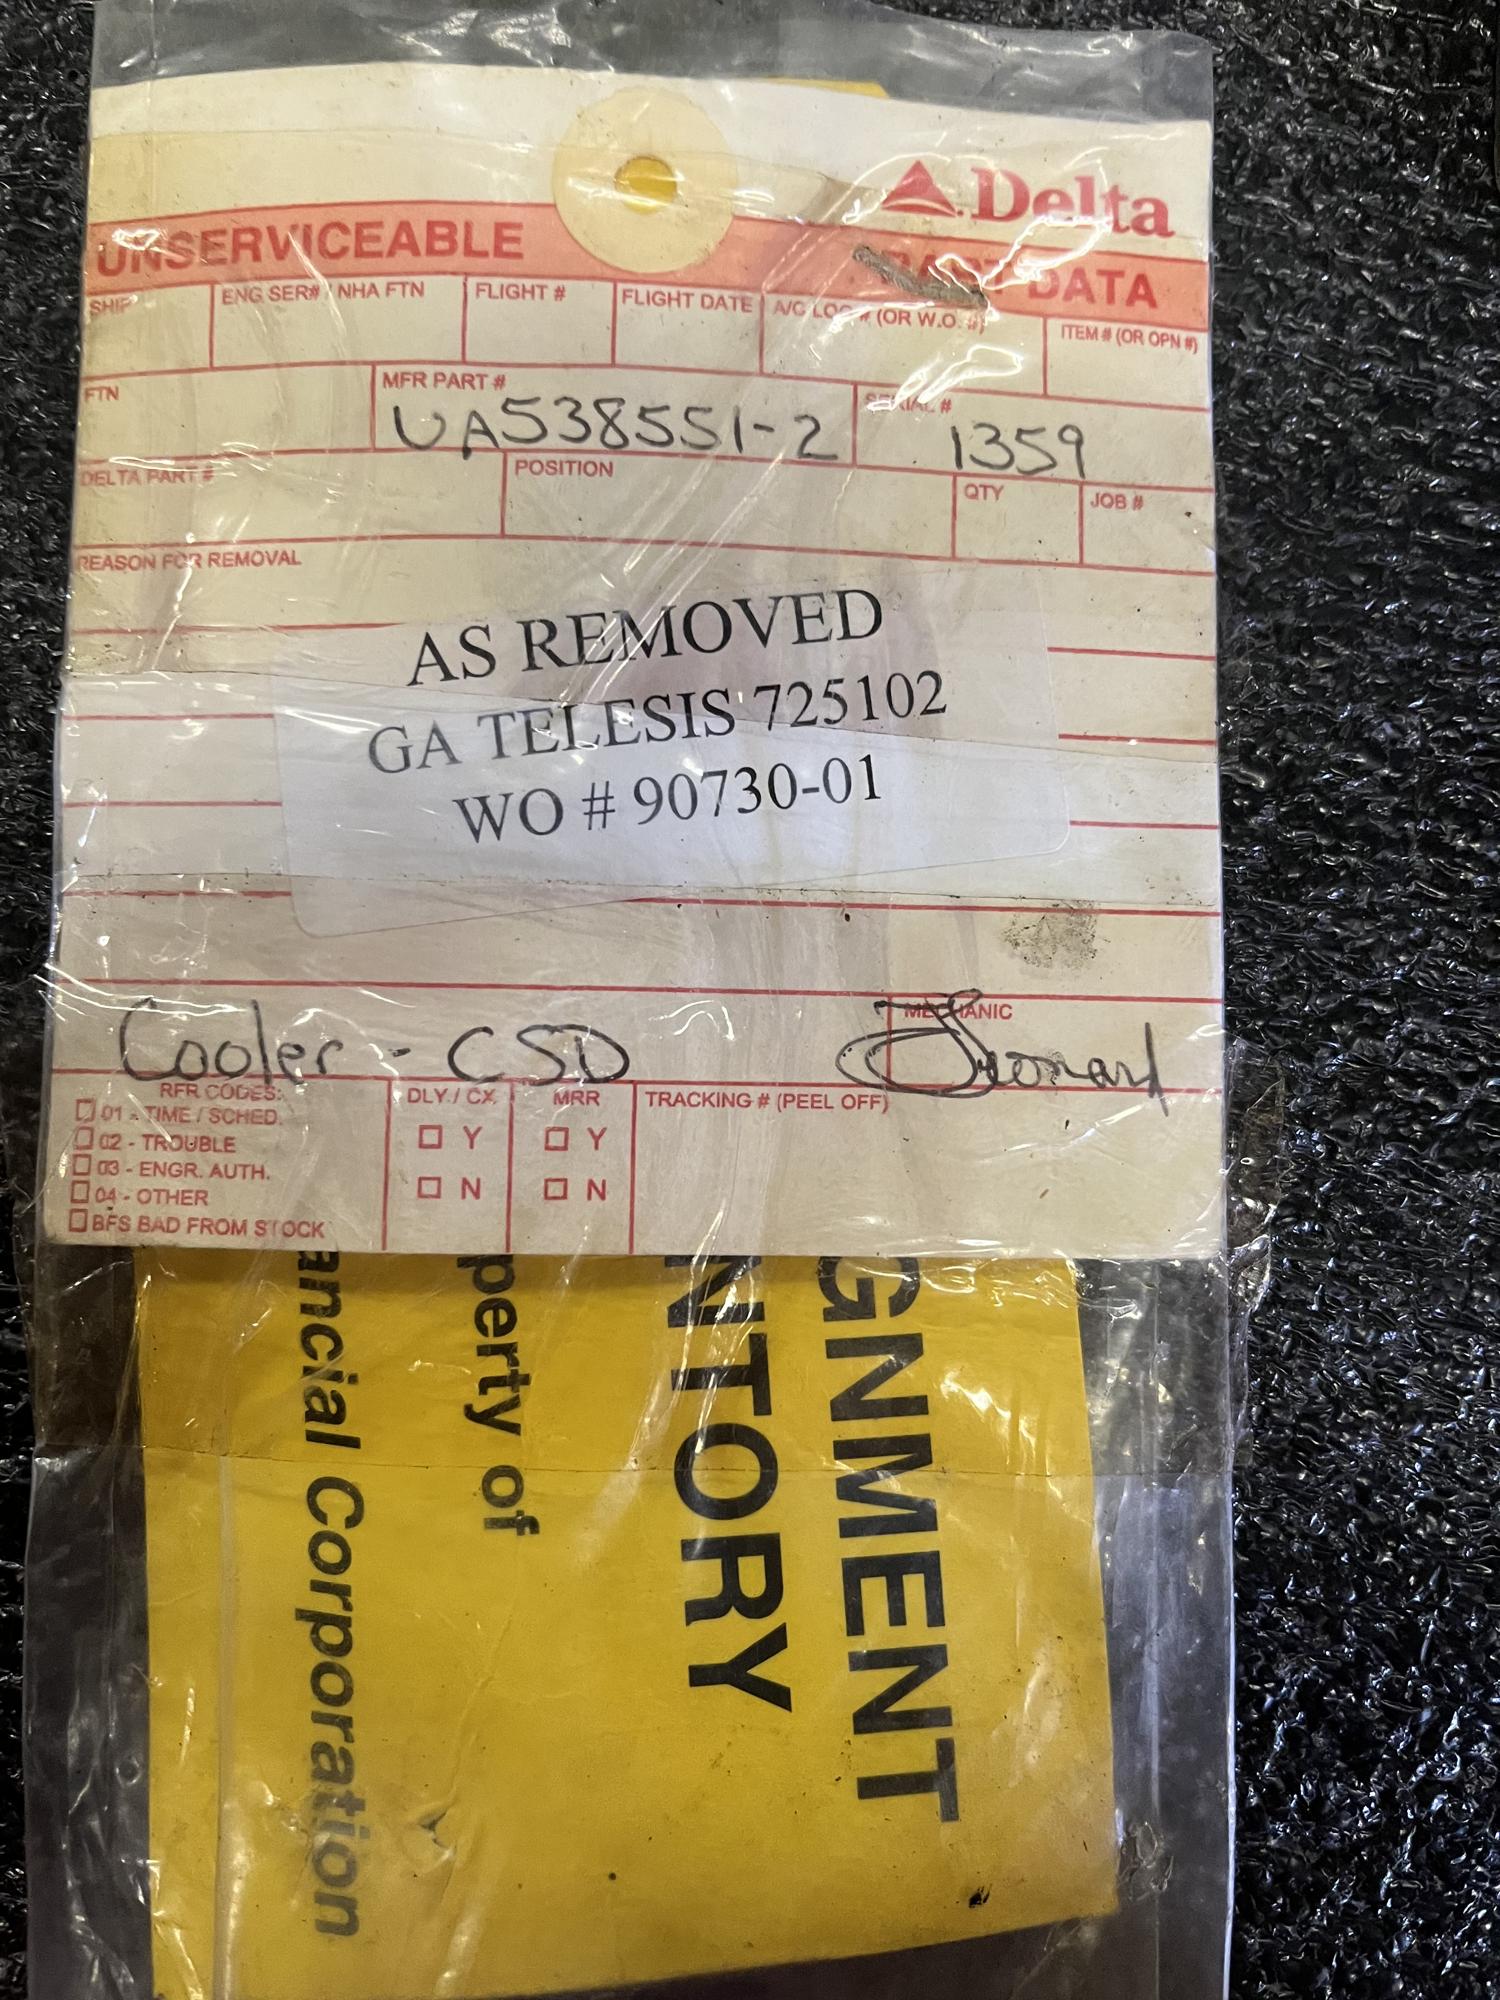 Delta
UNSERVICEABLE PART DATA
SHIP ENG SER# / NHA FTN FLIGHT # FLIGHT DATE A/C LOG # (OR W.O. #) ITEM # (OR OPN #)
FTN MFR PART # SERIAL #
UA538551-2 1359
DELTA PART # POSITION QTY JOB #
REASON FOR REMOVAL
AS REMOVED
GA TELESIS 725102
WO # 90730-01
MECHANIC
Cooler - CSD Leonard
RFR CODES: DLY / CX MRR TRACKING # (PEEL OFF)
01 - TIME / SCHED.
02 - TROUBLE Y Y
03 - ENGR. AUTH.
04 - OTHER N N
BFS BAD FROM STOCK
GNMENT
NTORY
perty of
ancial Corporation